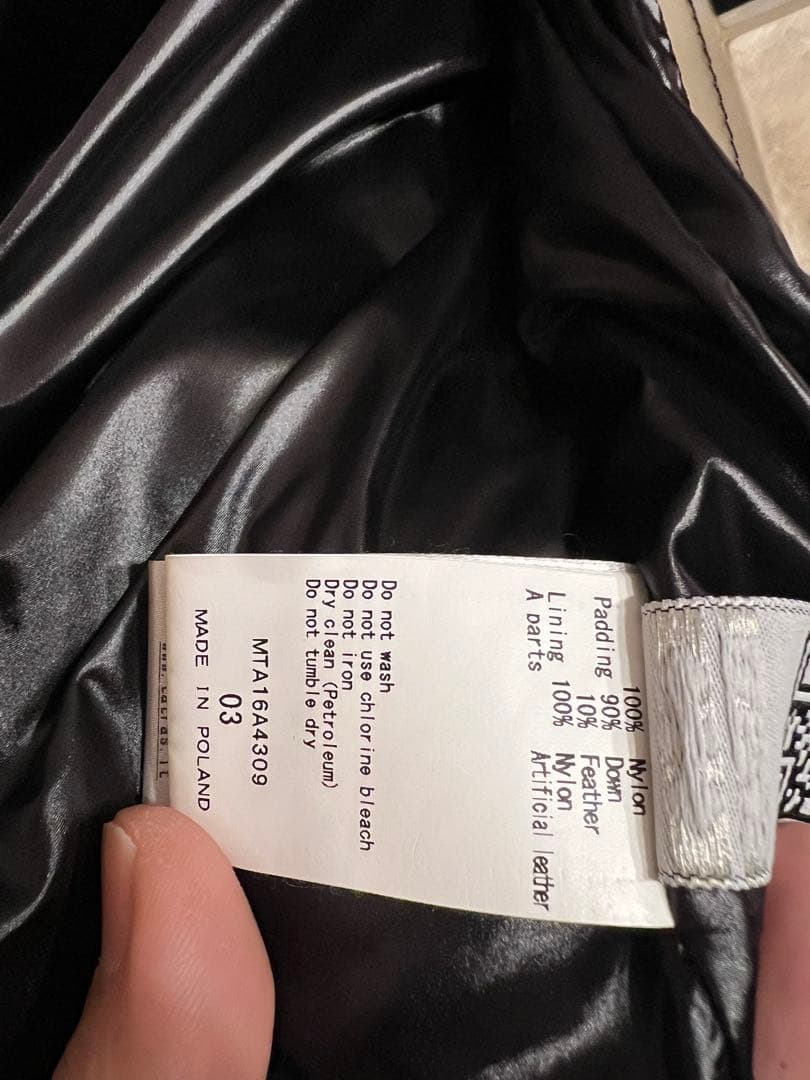 100% Nylon
Padding 90% Down
10% Feather
Lining 100% Nylon
A parts Artificial leather
Do not wash
Do not use chlorine bleach
Do not iron
Dry clean (Petroleum)
Do not tumble dry
MTA16A4309
03
MADE IN POLAND